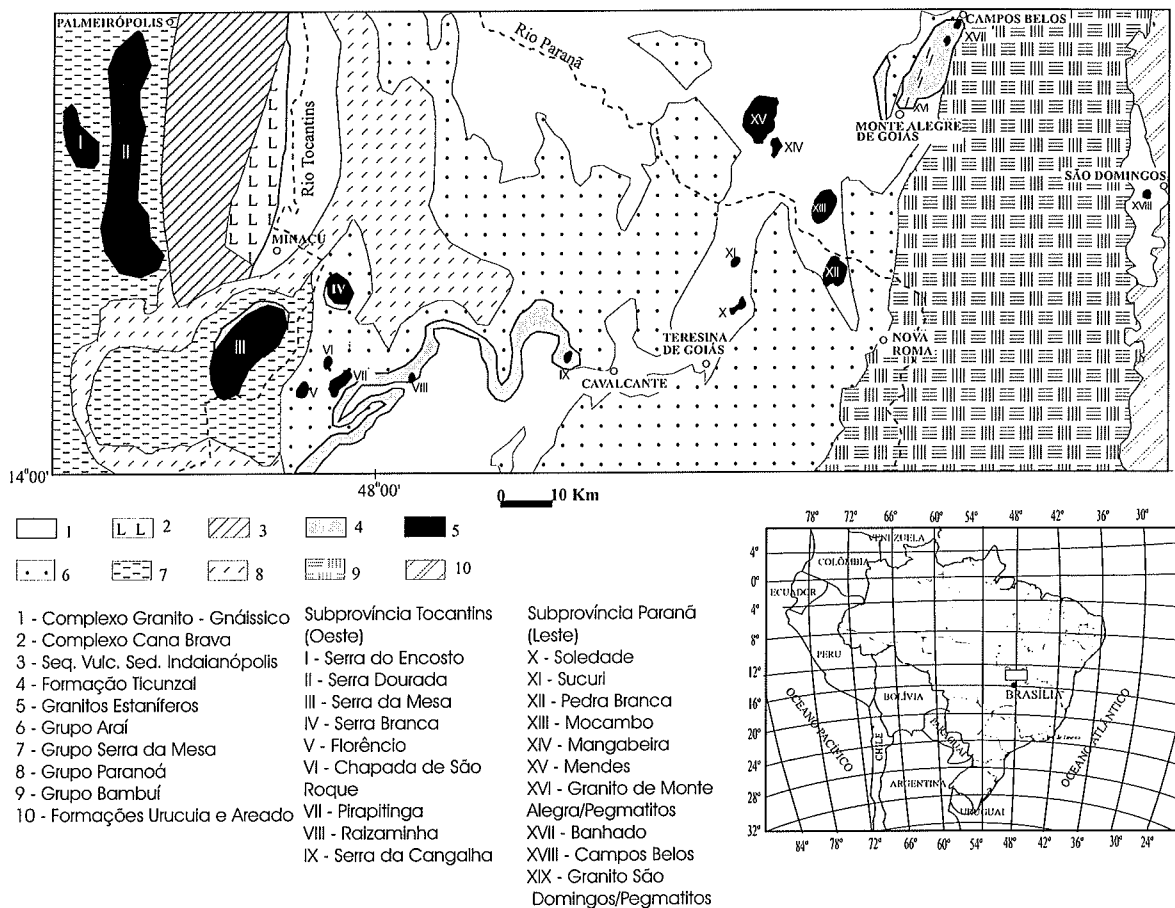 PALMEIRÓPOLIS
Rio Paranã
CAMPOS BELOS
XVII
XVI
MONTE ALEGRE
DE GOIÁS
I
II
Rio Tocantins
L L
XV
XIV
SÃO DOMINGOS
XVIII
XIII
MINAÇÚ
XI
XII
IV
X
III
VI
VII
V
VIII
IX
TERESINA
DE GOIÁS
NOVA
ROMA
CAVALCANTE
14°00'
48°00'
0 10 Km
1
2
3
4
5
6
7
8
9
10
1 - Complexo Granito - Gnáissico
2 - Complexo Cana Brava
3 - Seq. Vulc. Sed. Indaianópolis
4 - Formação Ticunzal
5 - Granitos Estaníferos
6 - Grupo Araí
7 - Grupo Serra da Mesa
8 - Grupo Paranoá
9 - Grupo Bambuí
10 - Formações Urucuia e Areado
Subprovíncia Tocantins
(Oeste)
I - Serra do Encosto
II - Serra Dourada
III - Serra da Mesa
IV - Serra Branca
V - Florêncio
VI - Chapada de São
Roque
VII - Pirapitinga
VIII - Raizaminha
IX - Serra da Cangalha
Subprovíncia Paranã
(Leste)
X - Soledade
XI - Sucuri
XII - Pedra Branca
XIII - Mocambo
XIV - Mangabeira
XV - Mendes
XVI - Granito de Monte
Alegra/Pegmatitos
XVII - Banhado
XVIII - Campos Belos
XIX - Granito São
Domingos/Pegmatitos
78° 72° 66° 60° 54° 48° 42° 36° 30°
4°
0°
4°
8°
12°
16°
20°
24°
28°
32°
84° 78° 72° 66° 60° 54° 48° 42° 36°
VENEZUELA
COLÔMBIA
ECUADOR
PERU
BOLÍVIA
BRASÍLIA
PARAGUAI
CHILE
ARGENTINA
URUGUAI
OCEANO PACÍFICO
OCEANO ATLÂNTICO